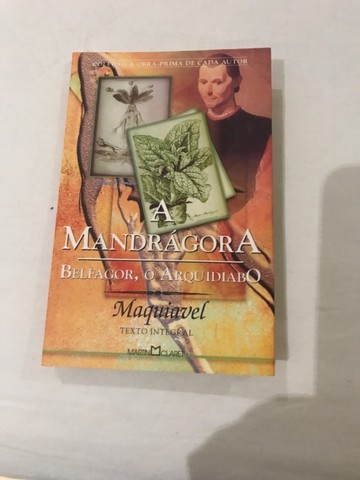 COLEÇÃO A OBRA-PRIMA DE CADA AUTOR
A
MANDRÁGORA
BELFAGOR, O ARQUIDIABO
Maquiavel
TEXTO INTEGRAL
MARTIN CLARET